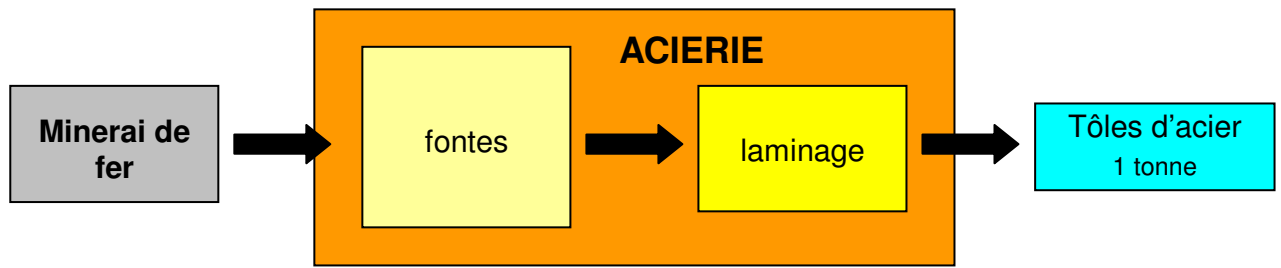 ACIERIE
Minerai de
fer
fontes
laminage
Tôles d'acier
1 tonne